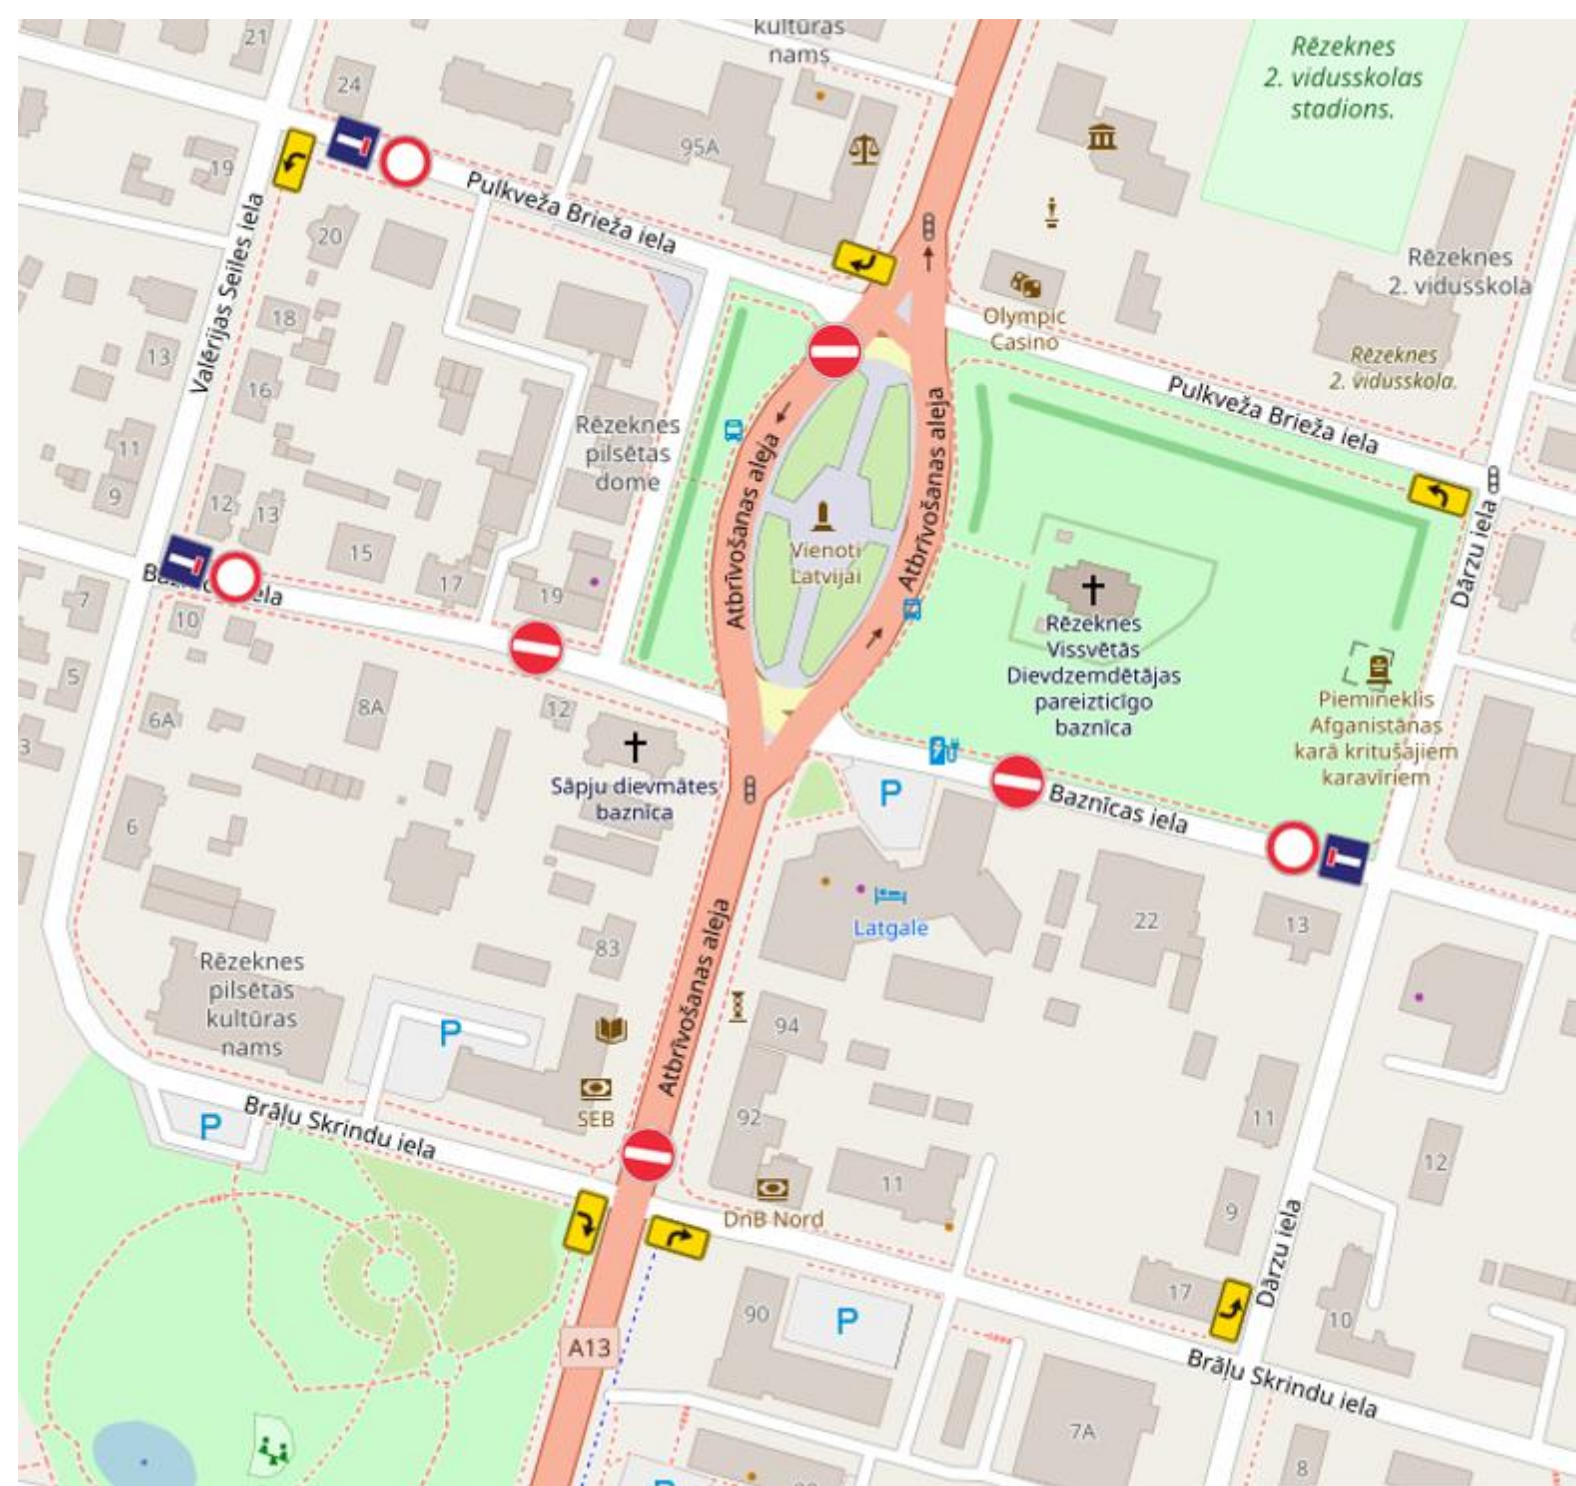 21
kultūras
nams
Rēzeknes
2. vidusskolas
stadions.
24
95A
19
Pulkveža Brieža iela
20
Valērijas Seiles iela
Rēzeknes
2. vidusskola
18
Olympic
Casino
13
Rēzeknes
2. vidusskola.
16
Pulkveža Brieža iela
Rēzeknes
pilsētas
dome
11
9
12
13
Atbrīvošanas aleja
Atbrīvošanas aleja
15
Vienoti
Latvijai
17
19
Dārzu iela
7
10
Rēzeknes
Vissvētās
Dievdzemdētājas
pareizticīgo
baznīca
5
6A
8A
12
3
Piemineklis
Afganistānas
karā kritušajiem
karavīriem
Sāpju dievmātes
baznīca
P
Baznīcas iela
6
Latgale
22
13
83
Atbrīvošanas aleja
Rēzeknes
pilsētas
kultūras
nams
P
94
SEB
92
11
P
Brāļu Skrindu iela
12
11
DnB Nord
9
Dārzu iela
17
90
P
10
A13
Brāļu Skrindu iela
7A
8